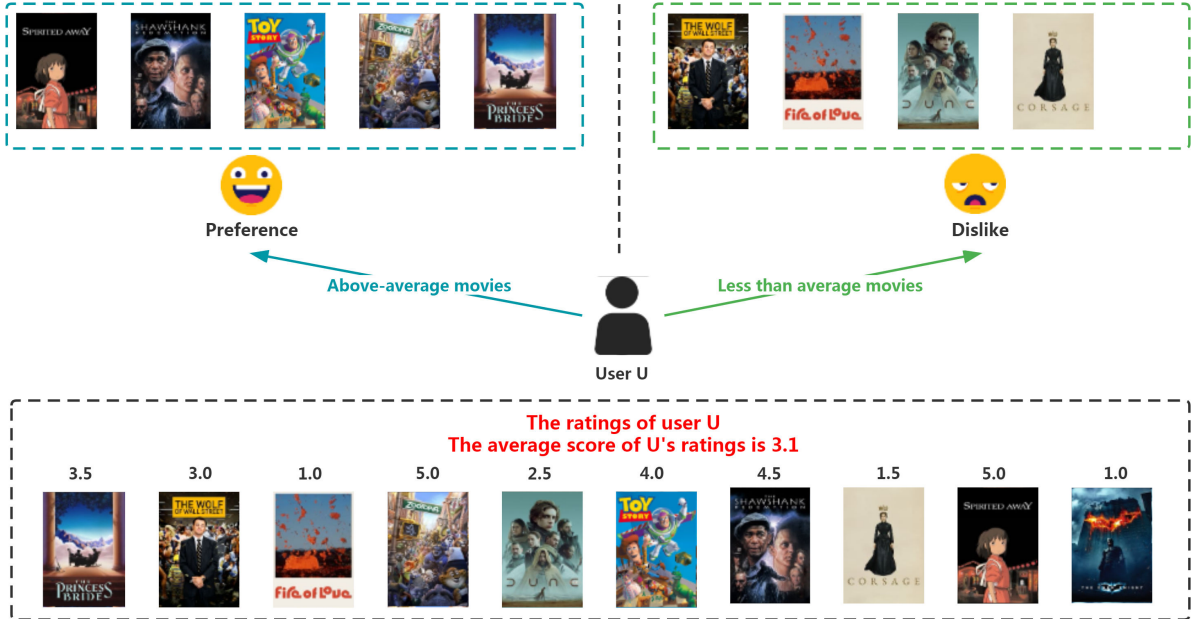 SPIRITED AWAY
THE
SHAWSHANK
REDEMPTION
TOY
STORY
ZOOTOPIA
THE
PRINCESS
BRIDE
THE WOLF
OF WALL STREET
Fire of Love
DUNC
CORSAGE
Preference
Dislike
Above-average movies
Less than average movies
User U
The ratings of user U
The average score of U's ratings is 3.1
3.5
3.0
1.0
5.0
2.5
4.0
4.5
1.5
5.0
1.0
THE
PRINCESS
BRIDE
THE WOLF
OF WALL STREET
Fire of Love
ZOOTOPIA
DUNC
TOY
STORY
THE
SHAWSHANK
REDEMPTION
CORSAGE
SPIRITED AWAY